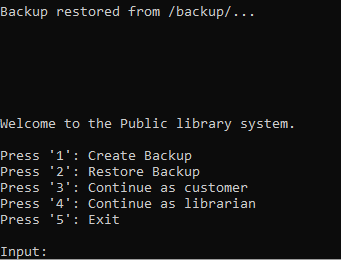 Backup restored from /backup/...
Welcome to the Public library system.
Press '1': Create Backup
Press '2': Restore Backup
Press '3': Continue as customer
Press '4': Continue as librarian
Press '5': Exit
Input: